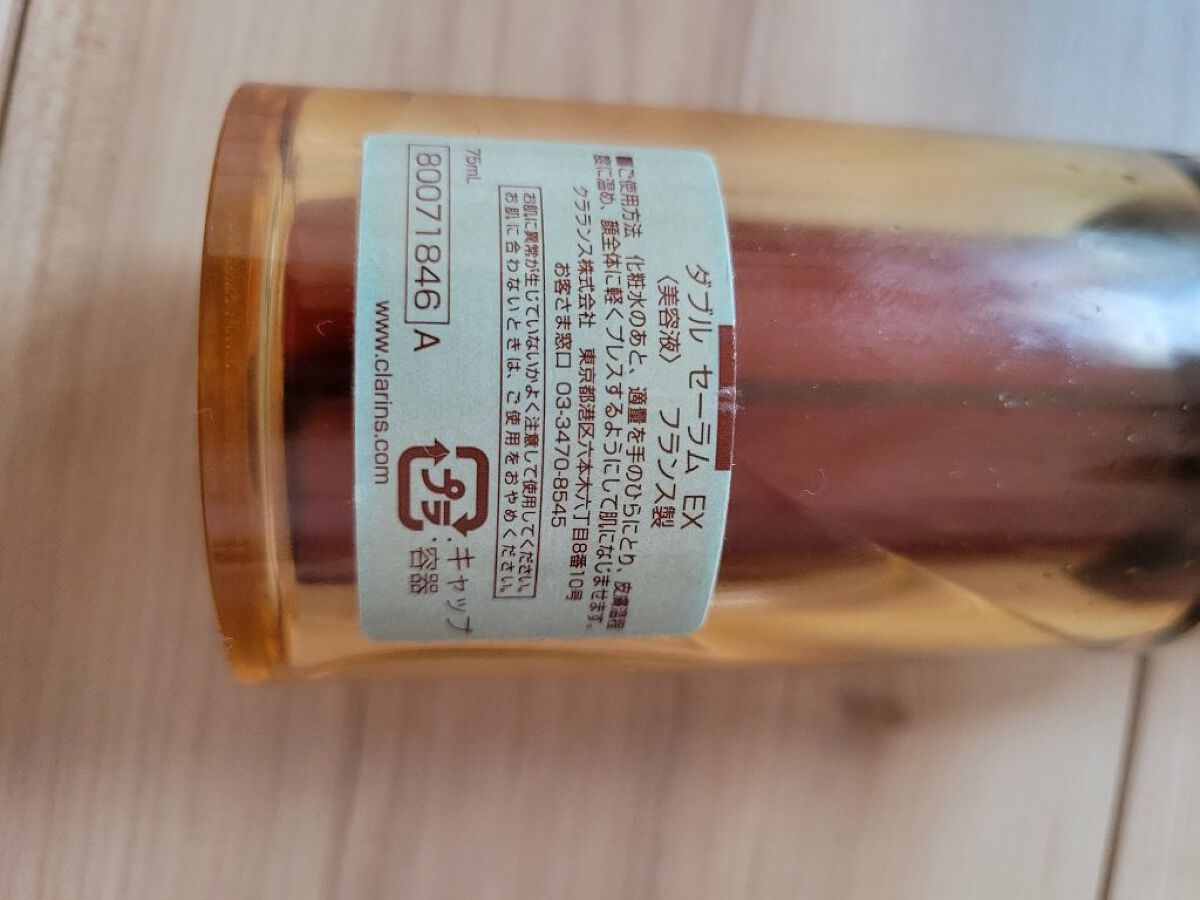 ダブル セーラム EX
〈美容液〉 フランス製
■ご使用方法 化粧水のあと、適量を手のひらにとり、皮膚温程
度に温め、顔全体に軽くプレスするようにして肌になじませます。
クラランス株式会社 東京都港区六本木六丁目8番10号
お客さま窓口 03-3470-8545
お肌に異常が生じていないかよく注意して使用してください。
お肌に合わないときは、ご使用をおやめください。
75mL
80071846 A
プラ :キャップ
:容器
www.clarins.com